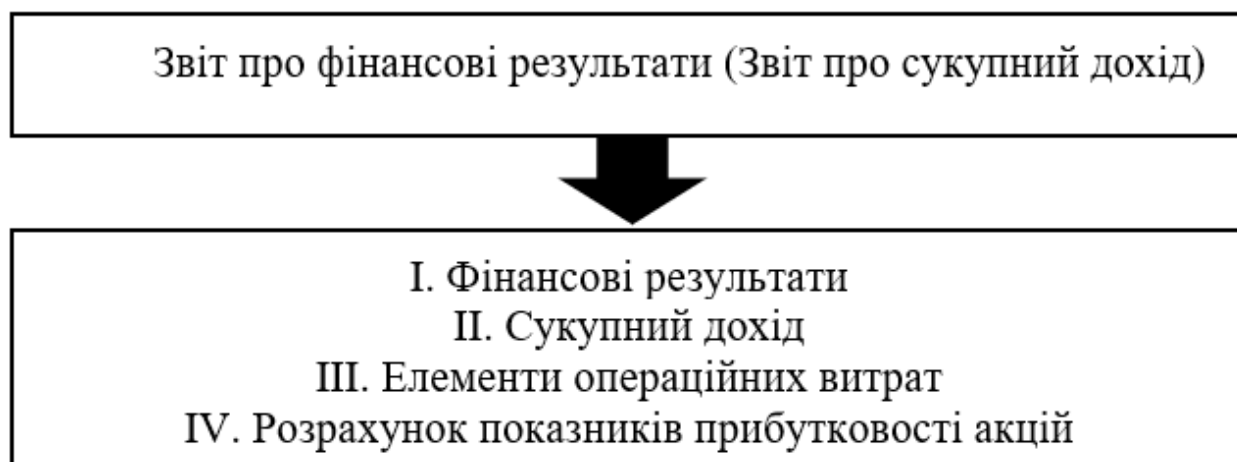 Звіт про фінансові результати (Звіт про сукупний дохід)
I. Фінансові результати
II. Сукупний дохід
III. Елементи операційних витрат
IV. Розрахунок показників прибутковості акцій